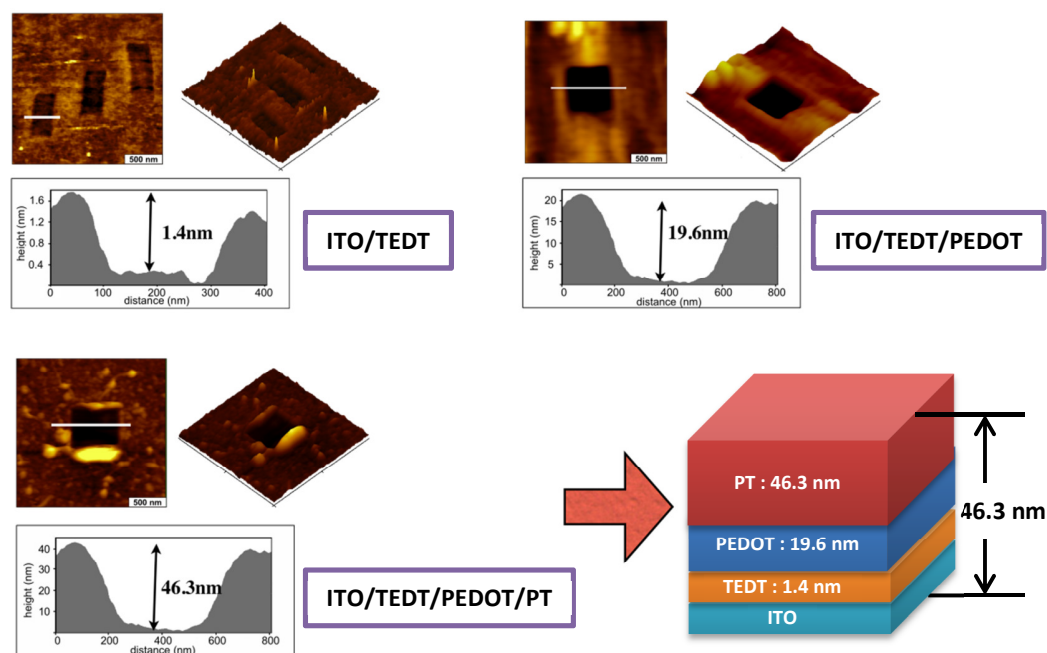 500 nm
500 nm
height (nm)
1.6
1.2
0.8
0.4
1.4nm
0
100
200
300
400
distance (nm)
ITO/TEDT
height (nm)
20
15
10
5
19.6nm
0
200
400
600
800
distance (nm)
ITO/TEDT/PEDOT
500 nm
height (nm)
40
30
20
10
46.3nm
0
200
400
600
800
distance (nm)
ITO/TEDT/PEDOT/PT
PT : 46.3 nm
PEDOT : 19.6 nm
TEDT : 1.4 nm
ITO
46.3 nm